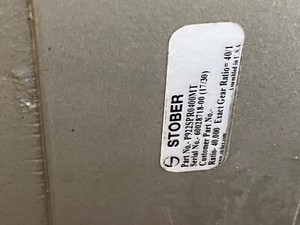 STOBER
Part No.- P922SPR0400MT
Serial No.- 60028718-00 (17/30)
Customer Part No.-
Ratio- 40.000 Exact Gear Ratio= 40/1
Assembled in U.S.A.